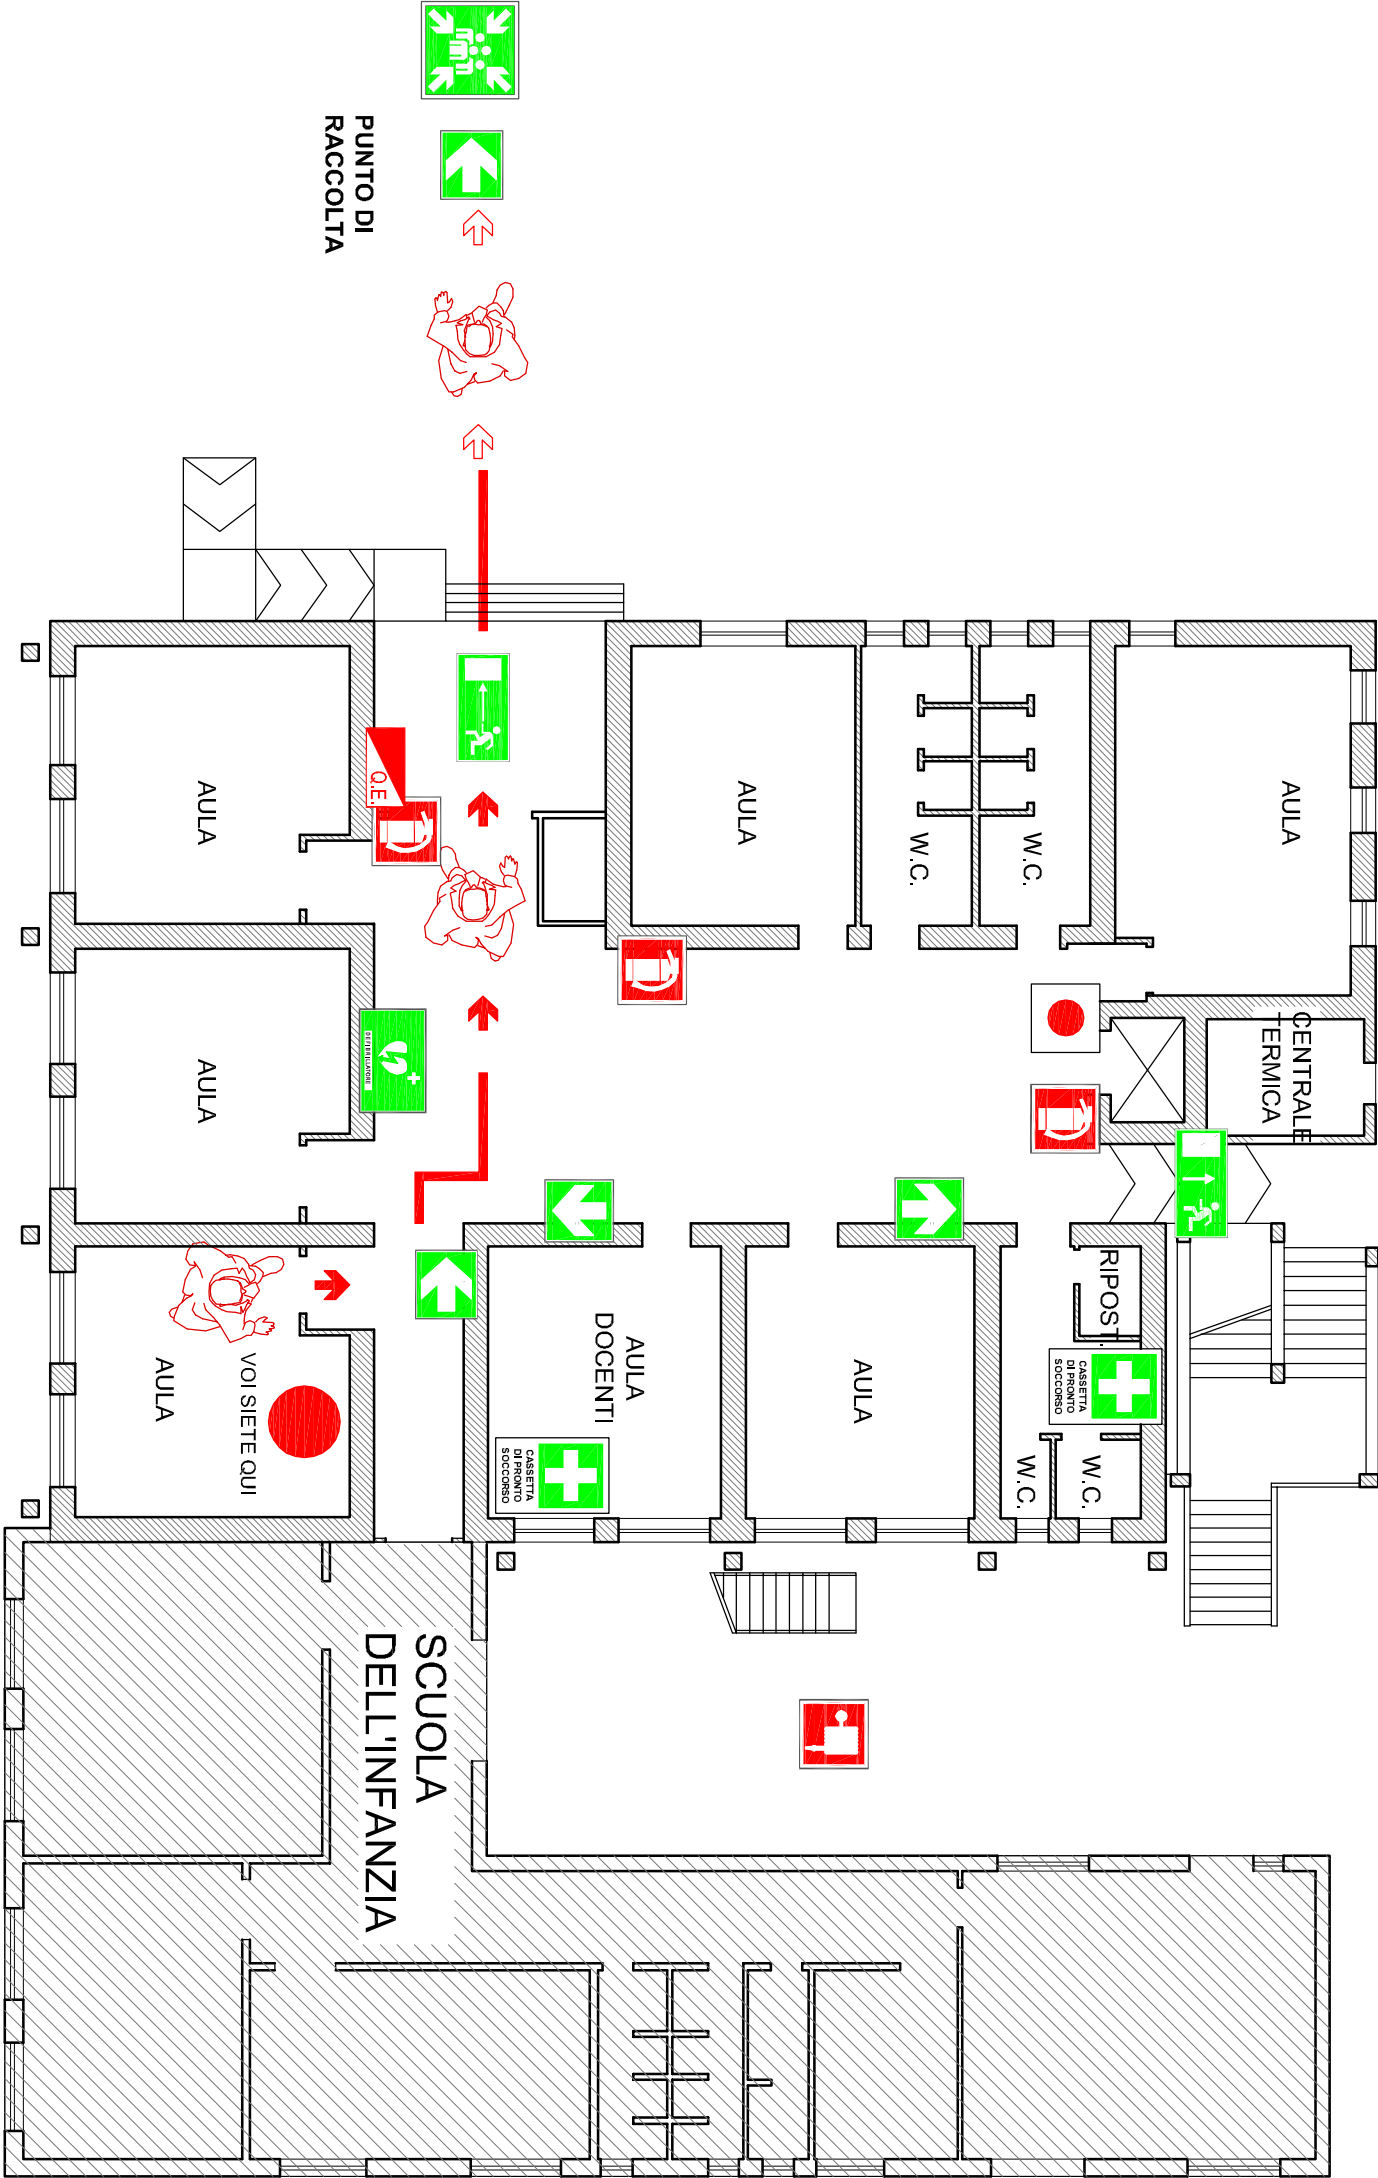 PUNTO DI
RACCOLTA
AULA
AULA
W.C.
W.C.
AULA
Q.E.
CENTRALE
TERMICA
AULA
DEFIBRILLATORE
RIPOST.
CASSETTA
DI PRONTO
SOCCORSO
W.C.
W.C.
AULA
AULA
DOCENTI
CASSETTA
DI PRONTO
SOCCORSO
VOI SIETE QUI
AULA
SCUOLA
DELL'INFANZIA